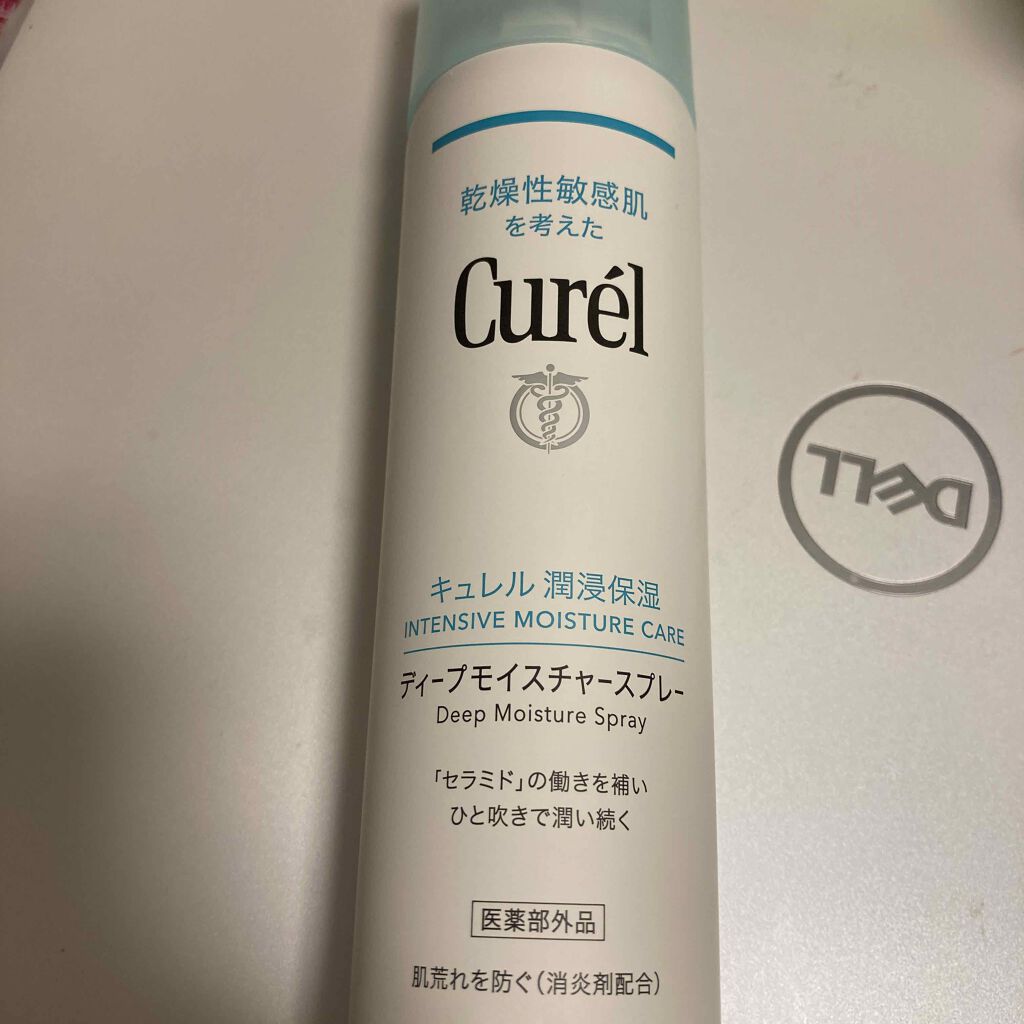 乾燥性敏感肌
を考えた
Curél
キュレル 潤浸保湿
INTENSIVE MOISTURE CARE
ディープモイスチャースプレー
Deep Moisture Spray
「セラミド」の働きを補い
ひと吹きで潤い続く
医薬部外品
肌荒れを防ぐ(消炎剤配合)
DELL